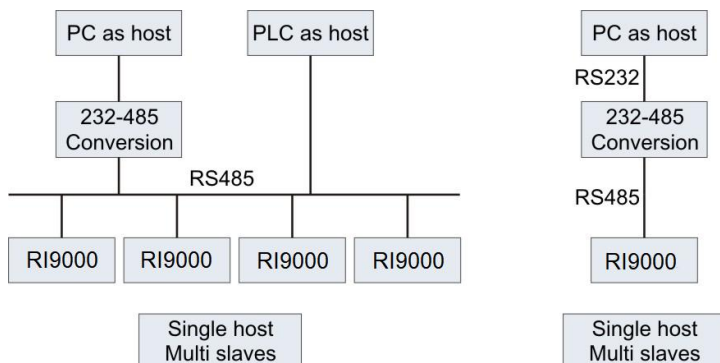 PC as host
PLC as host
PC as host
RS232
232-485
Conversion
232-485
Conversion
RS485
RS485
RI9000
RI9000
RI9000
RI9000
RI9000
Single host
Multi slaves
Single host
Multi slaves